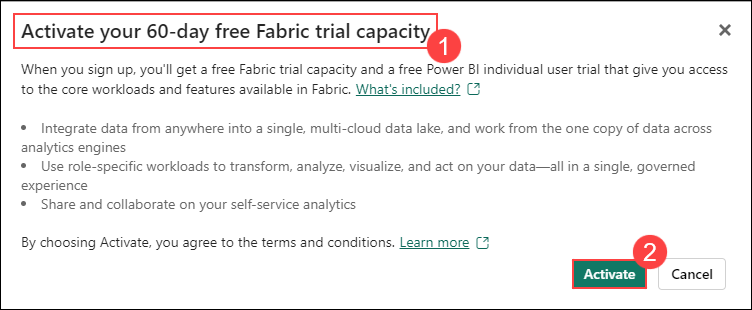 Activate your 60-day free Fabric trial capacity
1
When you sign up, you'll get a free Fabric trial capacity and a free Power BI individual user trial that give you access
to the core workloads and features available in Fabric. What's included?
• Integrate data from anywhere into a single, multi-cloud data lake, and work from the one copy of data across
analytics engines
• Use role-specific workloads to transform, analyze, visualize, and act on your data—all in a single, governed
experience
• Share and collaborate on your self-service analytics
By choosing Activate, you agree to the terms and conditions. Learn more
2
Activate Cancel